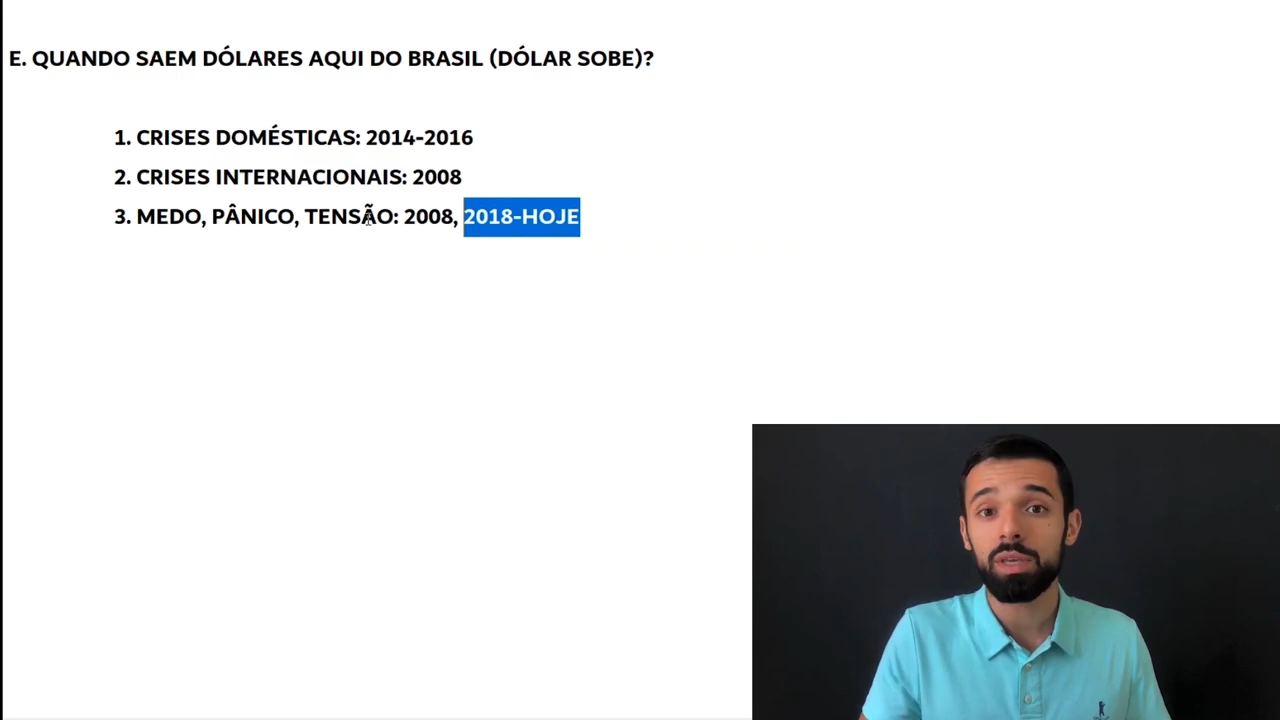 E. QUANDO SAEM DÓLARES AQUI DO BRASIL (DÓLAR SOBE)?
1. CRISES DOMÉSTICAS: 2014-2016
2. CRISES INTERNACIONAIS: 2008
3. MEDO, PÂNICO, TENSÃO: 2008, 2018-HOJE